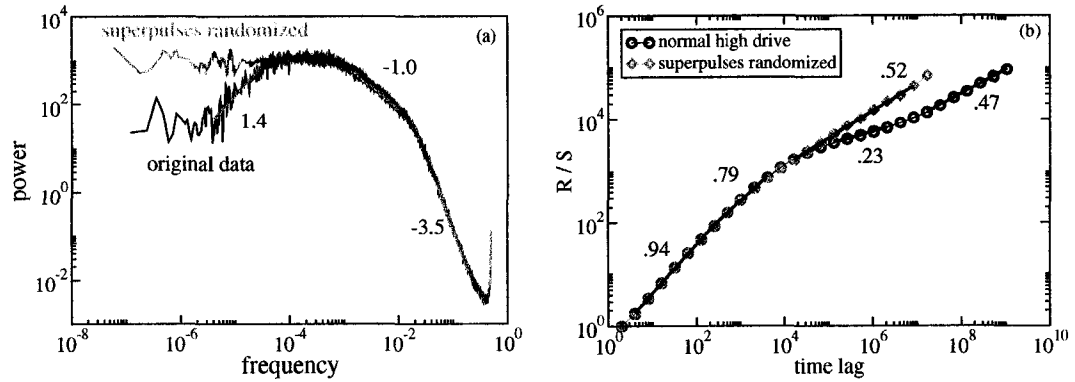 10^4
10^2
10^0
10^-2
power
superpulses randomized
(a)
-1.0
1.4
original data
-3.5
10^-8
10^-6
10^-4
10^-2
10^0
frequency
10^6
10^4
10^2
10^0
R / S
(b)
normal high drive
superpulses randomized
.52
.47
.23
.79
.94
10^0
10^2
10^4
10^6
10^8
10^10
time lag